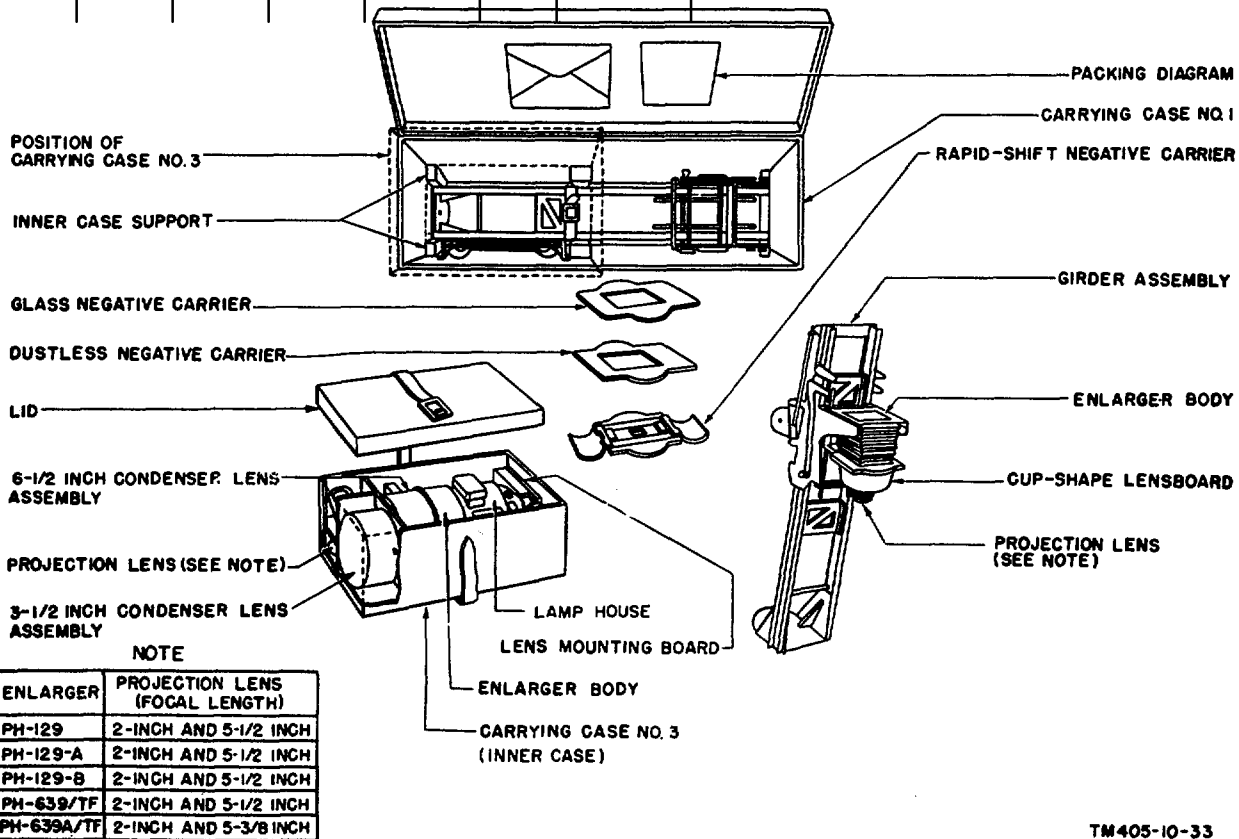 PACKING DIAGRAM
CARRYING CASE NO. 1
POSITION OF
CARRYING CASE NO. 3
RAPID-SHIFT NEGATIVE CARRIER
INNER CASE SUPPORT
GIRDER ASSEMBLY
GLASS NEGATIVE CARRIER
DUSTLESS NEGATIVE CARRIER
LID
ENLARGER BODY
6-1/2 INCH CONDENSER LENS
ASSEMBLY
CUP-SHAPE LENSBOARD
PROJECTION LENS (SEE NOTE)
PROJECTION LENS
(SEE NOTE)
3-1/2 INCH CONDENSER LENS
ASSEMBLY
LAMP HOUSE
LENS MOUNTING BOARD
ENLARGER BODY
CARRYING CASE NO. 3
(INNER CASE)
NOTE
ENLARGER PROJECTION LENS
(FOCAL LENGTH)
PH-129 2-INCH AND 5-1/2 INCH
PH-129-A 2-INCH AND 5-1/2 INCH
PH-129-B 2-INCH AND 5-1/2 INCH
PH-639/TF 2-INCH AND 5-1/2 INCH
PH-639A/TF 2-INCH AND 5-3/8 INCH
TM405-10-33